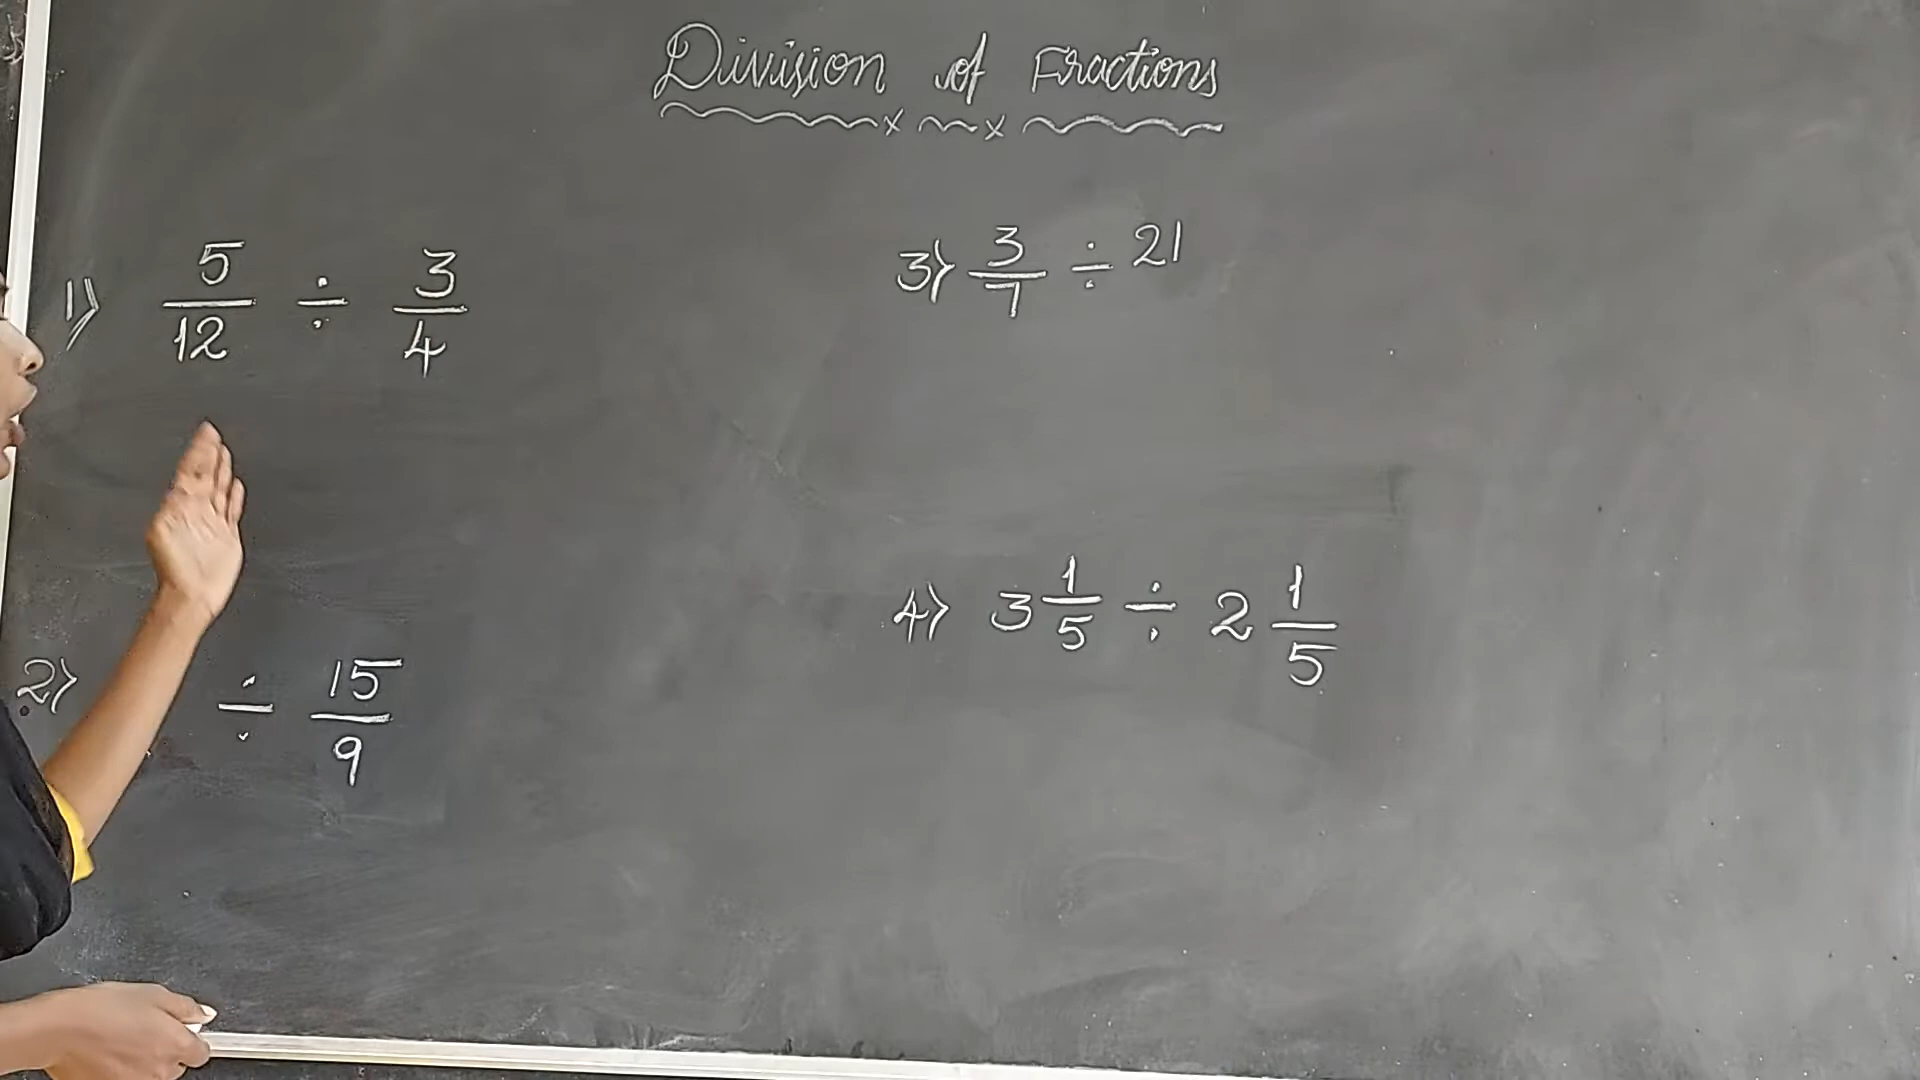 Division of Fractions
1) 5/12 ÷ 3/4
2) ÷ 15/9
3) 3/7 ÷ 21
4) 3 1/5 ÷ 2 1/5